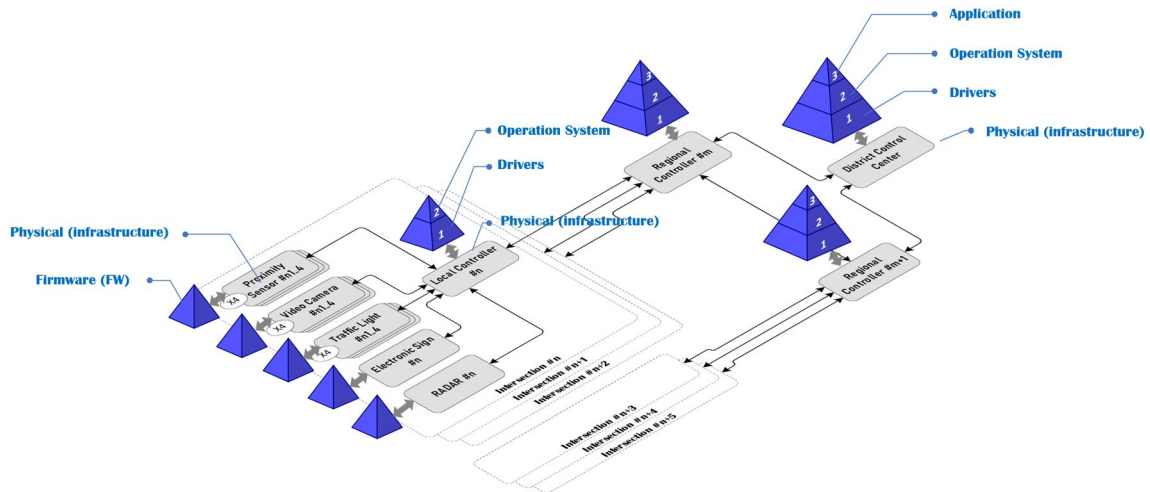 Application
Operation System
Drivers
Physical (infrastructure)
3
2
1
3
2
1
District Control
Center
Regional
Controller #m
Operation System
Drivers
Physical (infrastructure)
2
1
Local Controller
#n
3
2
1
Regional
Controller #m+1
Physical (infrastructure)
Firmware (FW)
Proximity
Sensor #n1..4
X4
Video Camera
#n1..4
X4
Traffic Light
#n1..4
X4
Electronic Sign
#n
RADAR #n
Intersection #n
Intersection #n+1
Intersection #n+2
Intersection #n+3
Intersection #n+4
Intersection #n+5